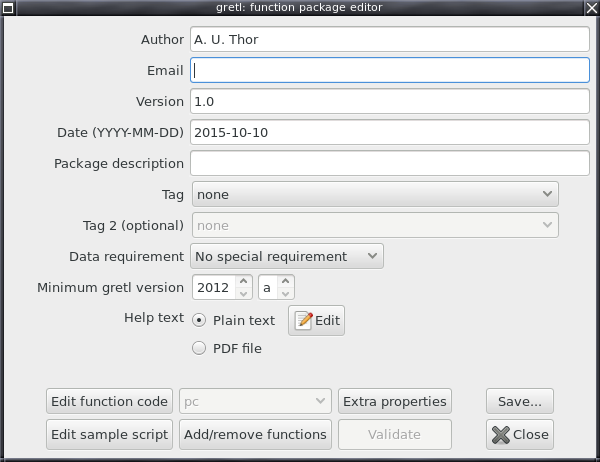 gretl: function package editor
Author A. U. Thor
Email
Version 1.0
Date (YYYY-MM-DD) 2015-10-10
Package description
Tag none
Tag 2 (optional) none
Data requirement No special requirement
Minimum gretl version 2012 a
Help text Plain text Edit
PDF file
Edit function code pc Extra properties Save...
Edit sample script Add/remove functions Validate Close